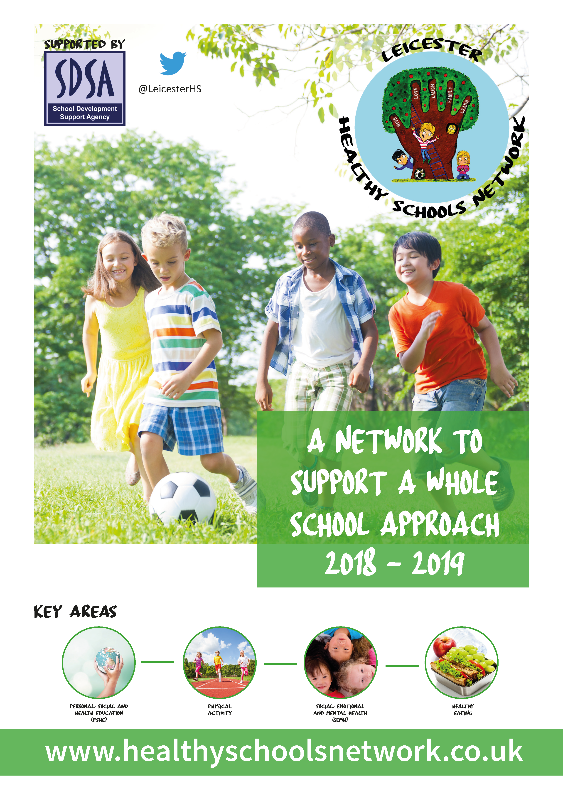 SUPPORTED BY
SDSA
School Development
Support Agency
@LeicesterHS
LEICESTER
HEALTHY SCHOOLS NETWORK
A NETWORK TO
SUPPORT A WHOLE
SCHOOL APPROACH
2018 - 2019
KEY AREAS
PERSONAL SOCIAL AND
HEALTH EDUCATION
(PSHE)
PHYSICAL
ACTIVITY
SOCIAL EMOTIONAL
AND MENTAL HEALTH
(SEMH)
HEALTHY
EATING
www.healthyschoolsnetwork.co.uk